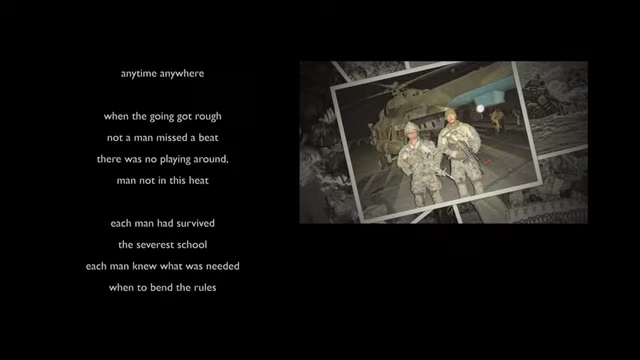 anytime anywhere
when the going got rough
not a man missed a beat
there was no playing around,
man not in this heat
each man had survived
the severest school
each man knew what was needed
when to bend the rules